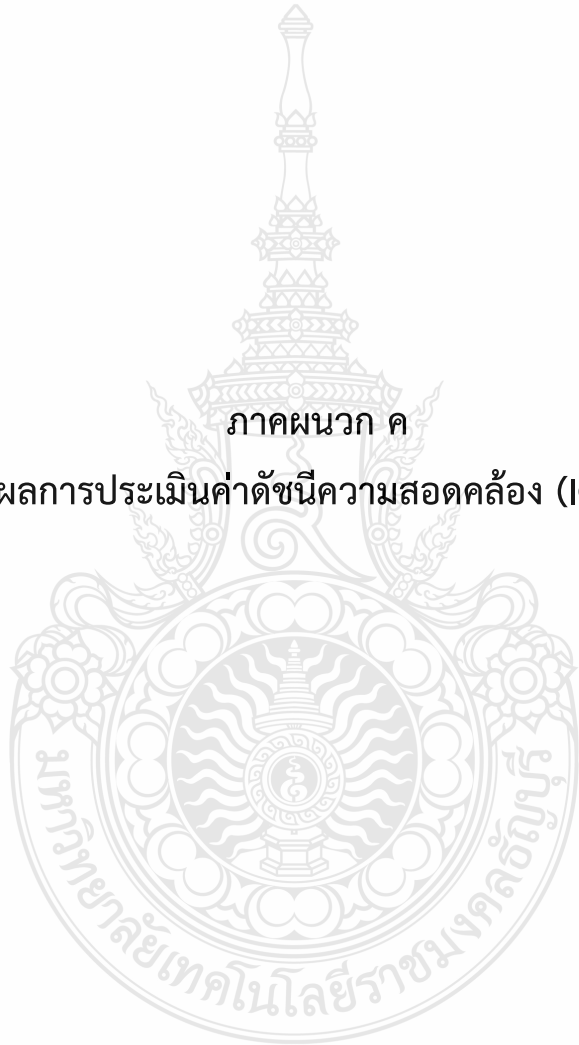 ภาคผนวก ค
ผลการประเมินค่าดัชนีความสอดคล้อง
มหาวิทยาลัยเทคโนโลยีราชมงคลธัญบุรี